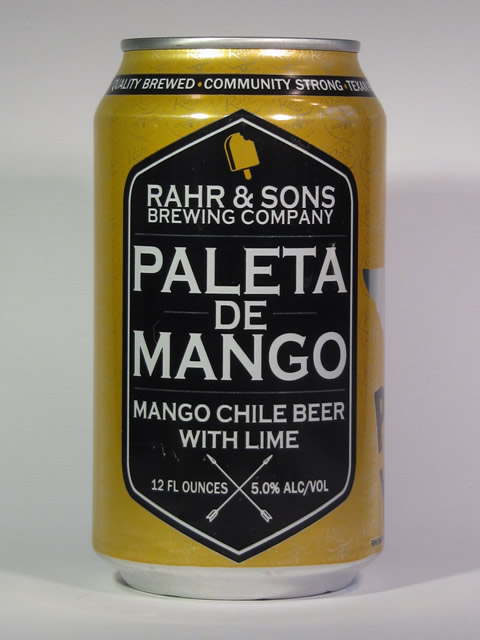 QUALITY BREWED • COMMUNITY STRONG • TEXAN
RAHR & SONS
BREWING COMPANY
PALETA
DE
MANGO
MANGO CHILE BEER
WITH LIME
12 FL OUNCES 5.0% ALC/VOL